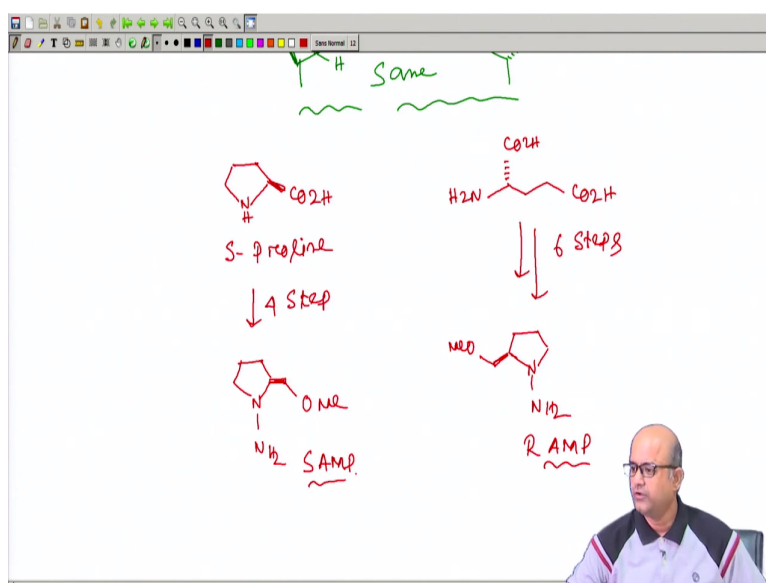 Sans Normal 12
H Same
CO2H
H2N CO2H
N
H
CO2H
S- Proline
6 Steps
4 Step
MeO
N
NH2
RAMP
N
OMe
NH2
SAMP.